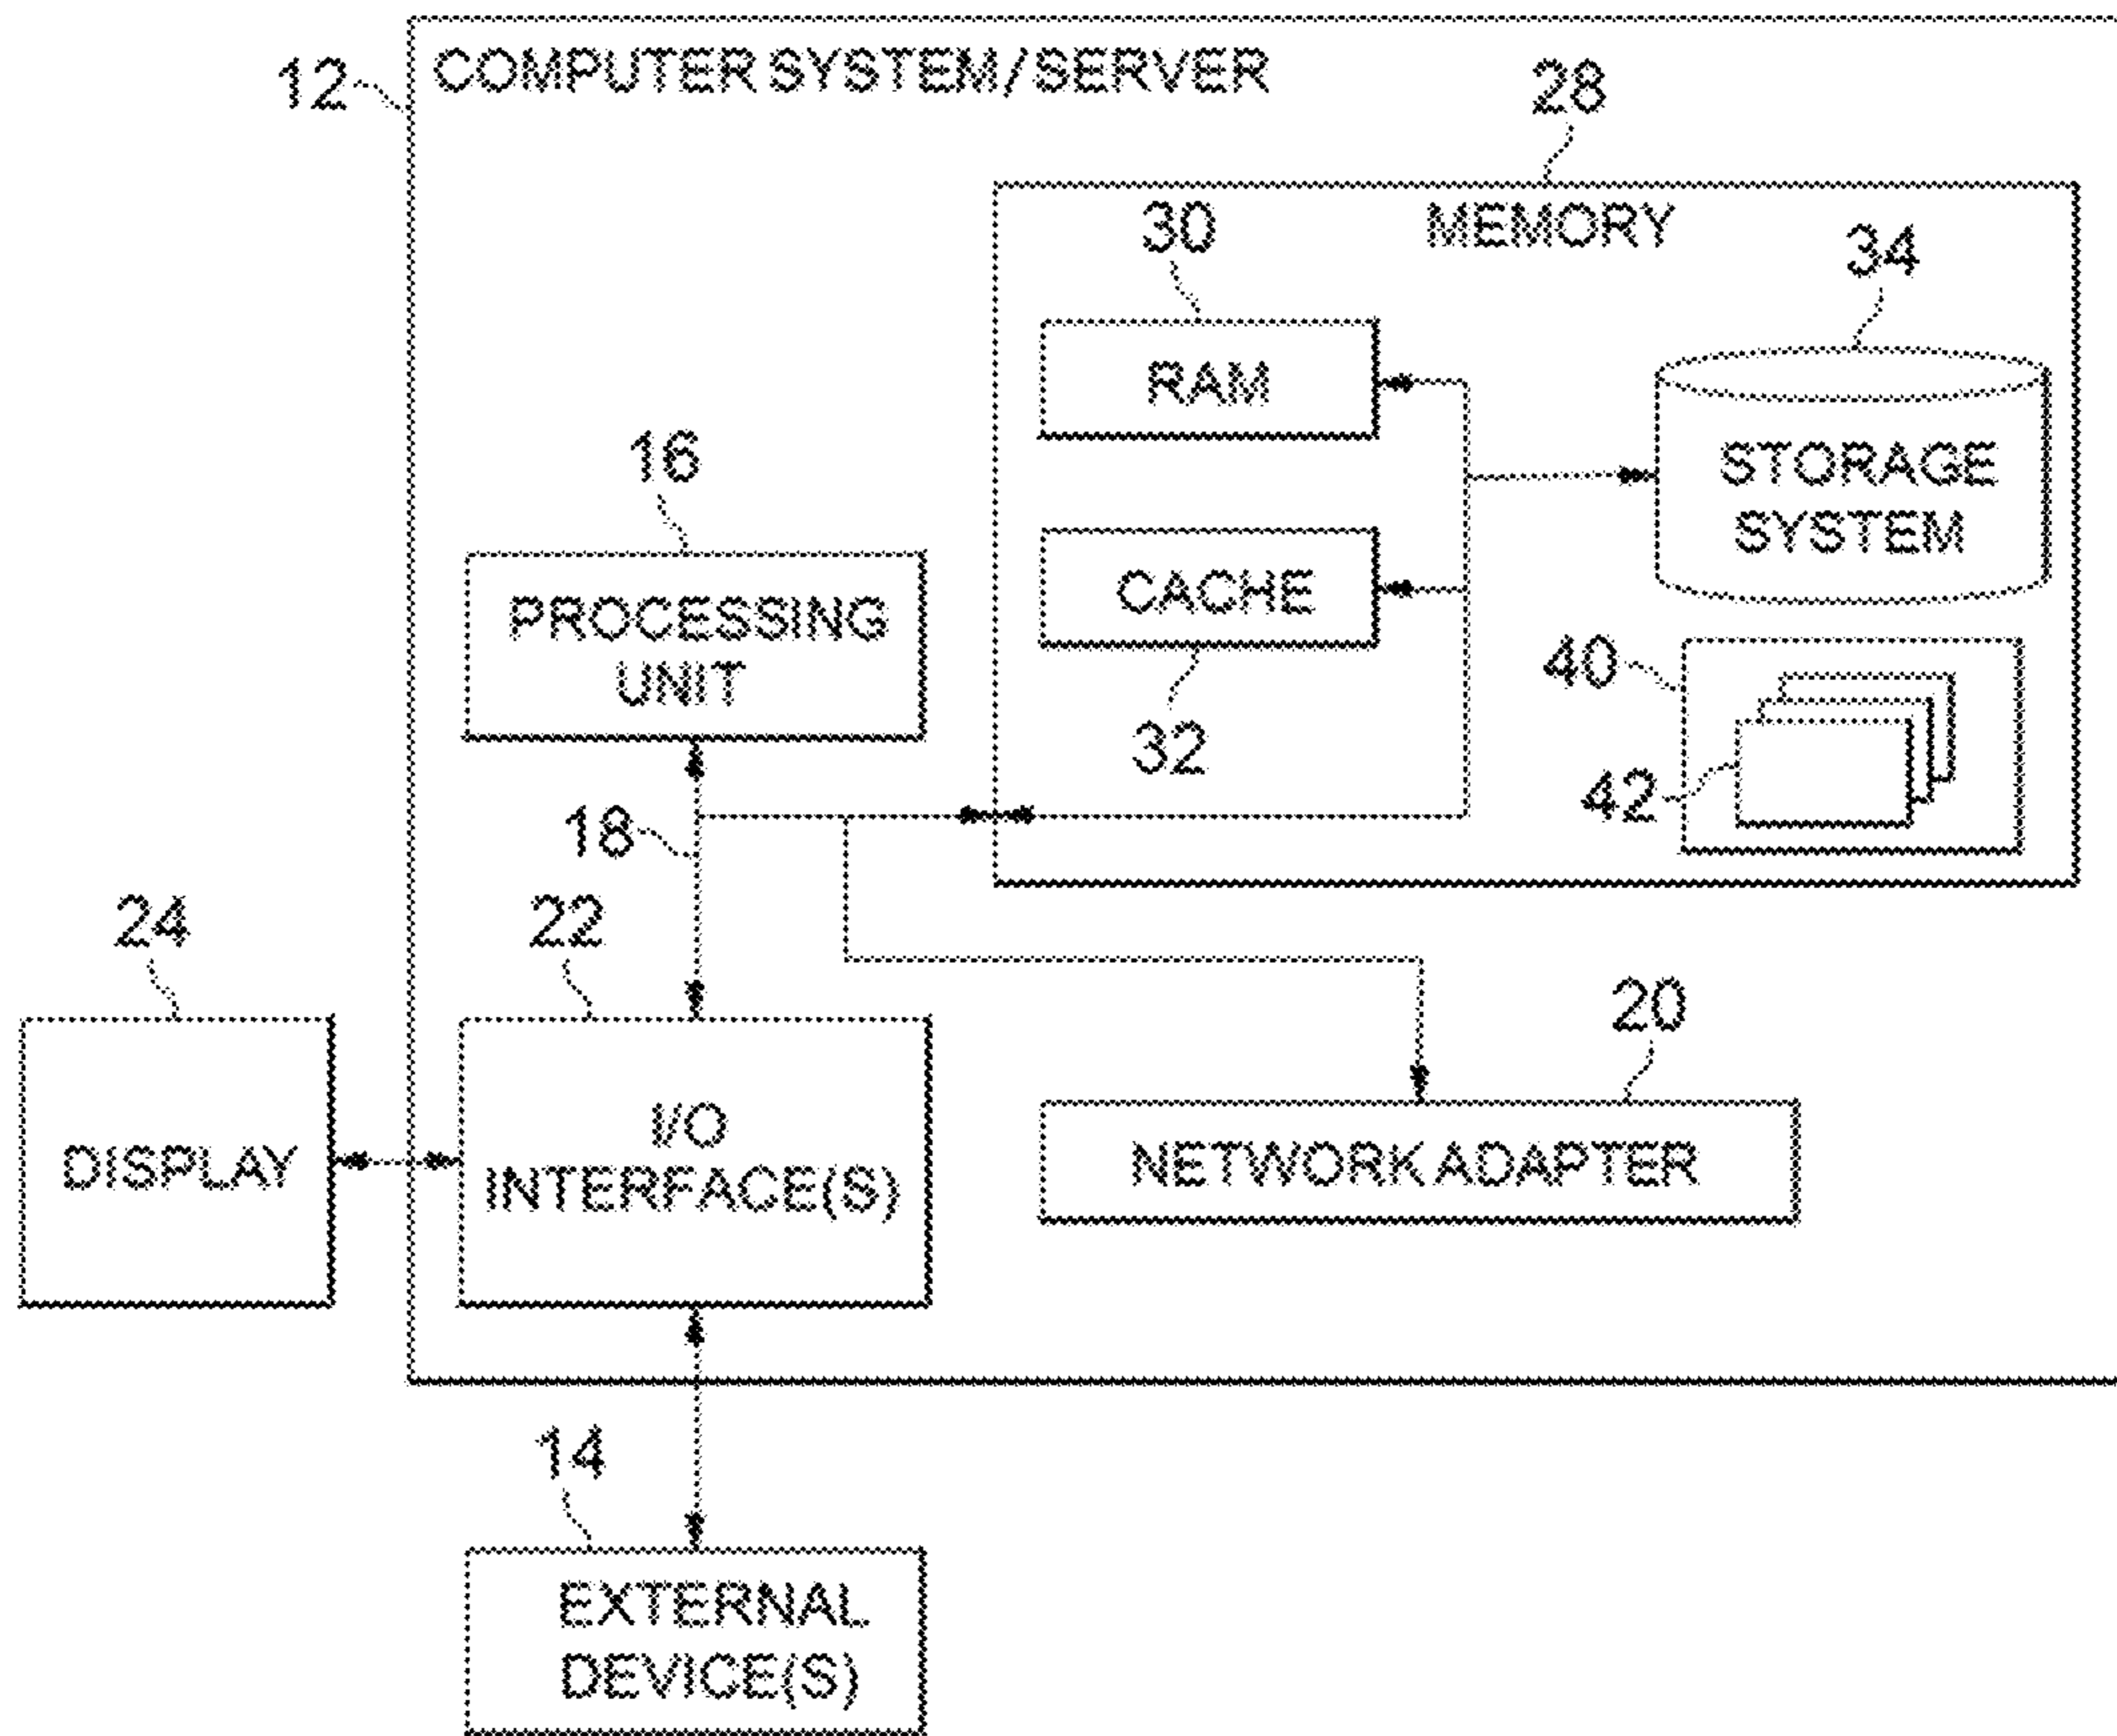 12
COMPUTER SYSTEM/SERVER
28
MEMORY
30
34
RAM
STORAGE
SYSTEM
16
PROCESSING
UNIT
CACHE
32
40
42
18
24
22
20
DISPLAY
I/O
INTERFACE(S)
NETWORK ADAPTER
14
EXTERNAL
DEVICE(S)